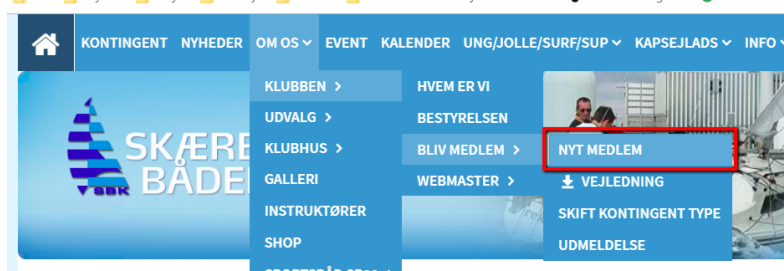 KONTINGENT NYHEDER OM OS EVENT KALENDER UNG/JOLLE/SURF/SUP KAPSEJLADS INFO
KLUBBEN >
UDVALG >
KLUBHUS >
GALLERI
INSTRUKTØRER
SHOP
HVEM ER VI
BESTYRELSEN
BLIV MEDLEM >
WEBMASTER >
NYT MEDLEM
VEJLEDNING
SKIFT KONTINGENT TYPE
UDMELDELSE
SKÆRE
BÅDE
SBK